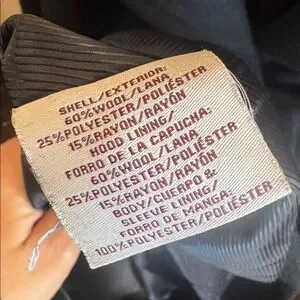 SHELL/EXTERIOR:
60%WOOL/LANA
25%POLYESTER/POLIÉSTER
15%RAYON/RAYÓN
HOOD LINING/
FORRO DE LA CAPUCHA:
60%WOOL/LANA
25%POLYESTER/POLIÉSTER
15%RAYON/RAYÓN
BODY/CUERPO &
SLEEVE LINING/
FORRO DE MANGA:
100%POLYESTER/POLIÉSTER